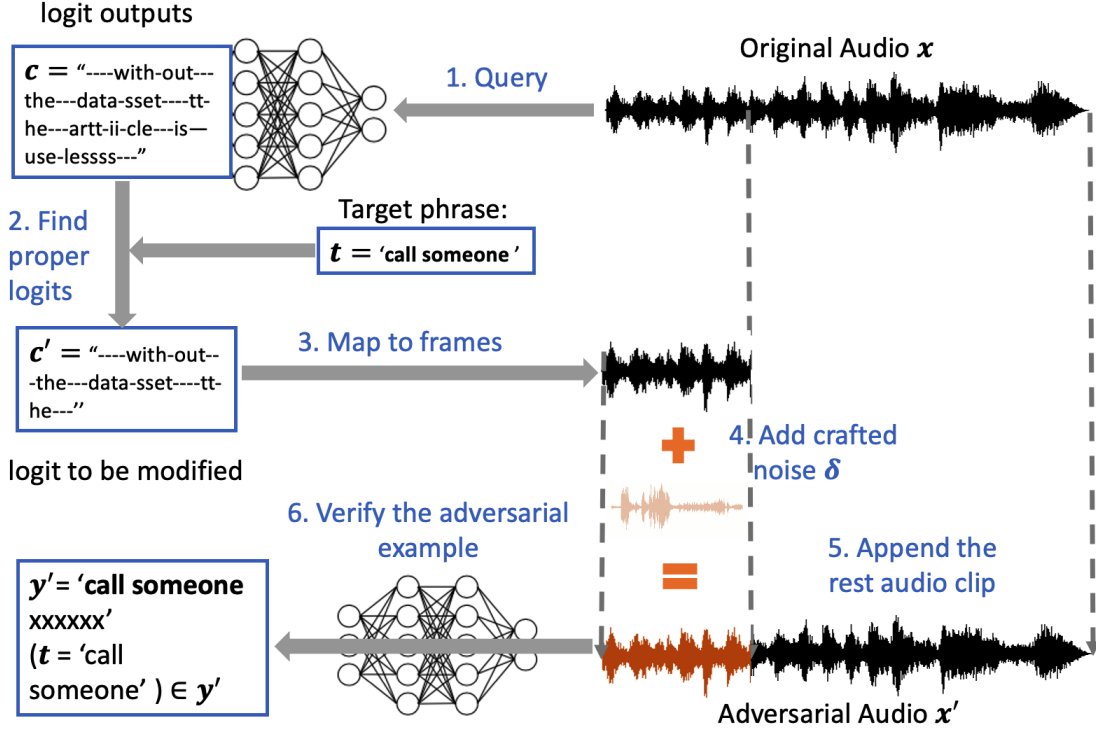 logit outputs
c = “----with-out---
the---data-sset----tt-
he---artt-ii-cle---is—
use-lessss---”
1. Query
Original Audio x
2. Find
proper
logits
Target phrase:
t = ‘call someone ’
c′ = “----with-out--
-the---data-sset----tt-
he---’’
logit to be modified
3. Map to frames
4. Add crafted
noise δ
5. Append the
rest audio clip
6. Verify the adversarial
example
y′= ‘call someone
xxxxxx’
(t = ‘call
someone’ ) ∈ y′
Adversarial Audio x′